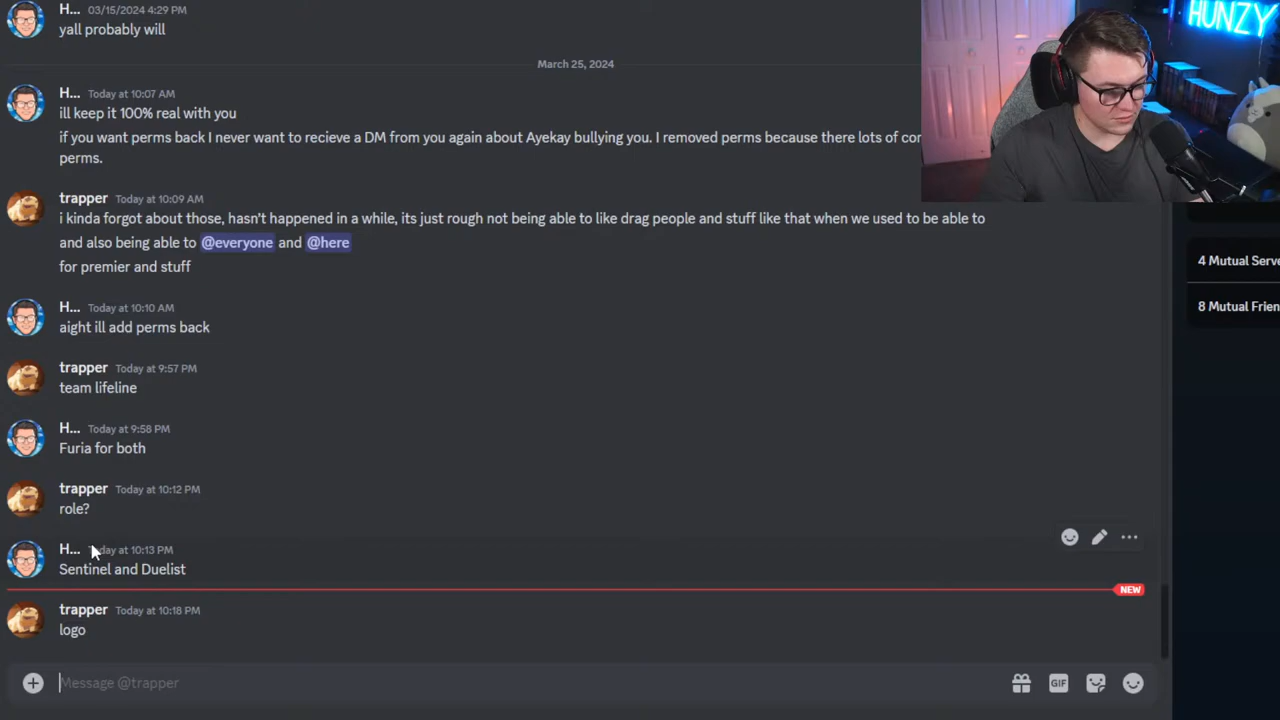 H... 03/15/2024 4:29 PM
yall probably will
HUNZY
March 25, 2024
H... Today at 10:07 AM
ill keep it 100% real with you
if you want perms back I never want to recieve a DM from you again about Ayekay bullying you. I removed perms because there lots of
perms.
trapper Today at 10:09 AM
i kinda forgot about those, hasn't happened in a while, its just rough not being able to like drag people and stuff like that when we used to be able to
and also being able to @everyone and @here
for premier and stuff
4 Mutual
8 Mutual
H... Today at 10:10 AM
aight ill add perms back
trapper Today at 9:57 PM
team lifeline
H... Today at 9:58 PM
Furia for both
trapper Today at 10:12 PM
role?
H... Today at 10:13 PM
Sentinel and Duelist
NEW
trapper Today at 10:18 PM
logo
Message @trapper
GIF